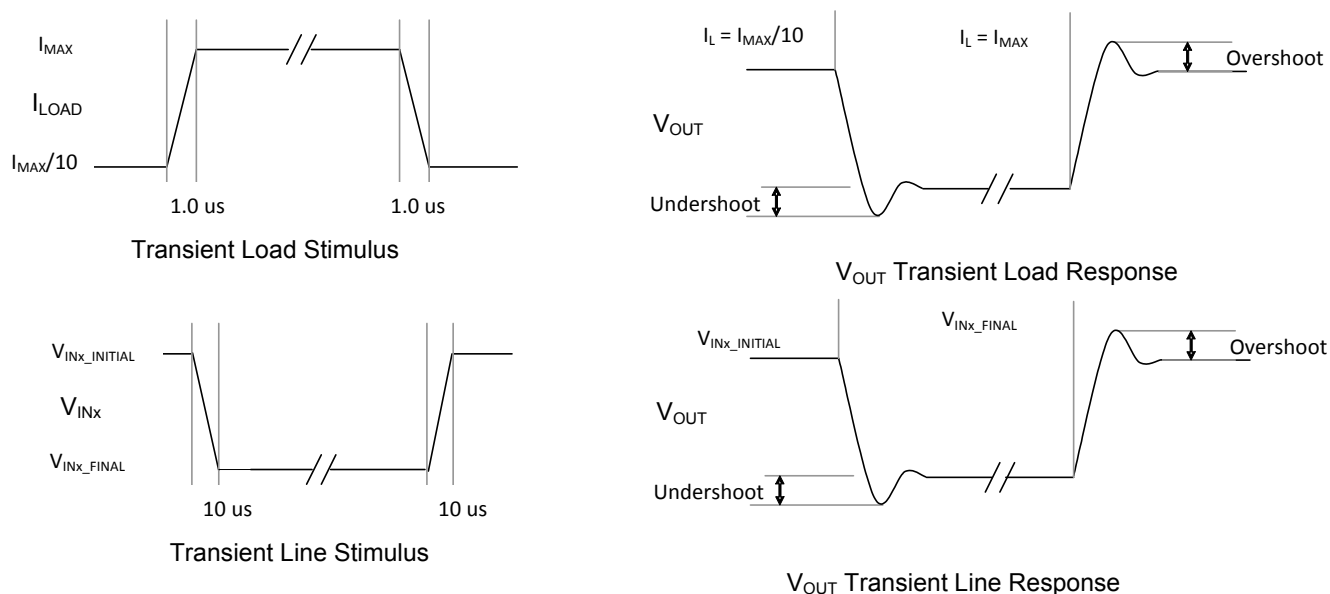 I_MAX
I_LOAD
I_MAX/10
1.0 us
1.0 us
Transient Load Stimulus
I_L = I_MAX/10
I_L = I_MAX
Overshoot
V_OUT
Undershoot
V_OUT Transient Load Response
V_INx_INITIAL
V_INx
V_INx_FINAL
10 us
10 us
Transient Line Stimulus
V_INx_INITIAL
V_INx_FINAL
Overshoot
V_OUT
Undershoot
V_OUT Transient Line Response